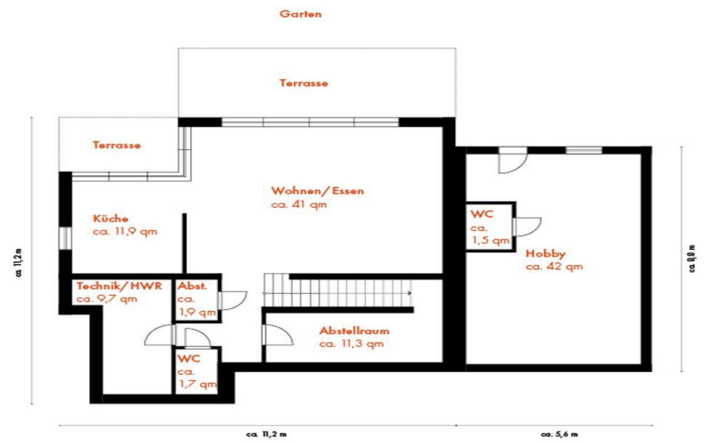 Garten
Terrasse
Terrasse
Wohnen/Essen
ca. 41 qm
Küche
ca. 11,9 qm
WC
ca.
1,5 qm
Hobby
ca. 42 qm
Technik/HWR
ca. 9,7 qm
Abst.
ca.
1,9 qm
Abstellraum
ca. 11,3 qm
WC
ca.
1,7 qm
ca. 11,2m
ca. 8,8 m
ca. 11,2 m
ca. 5,6 m